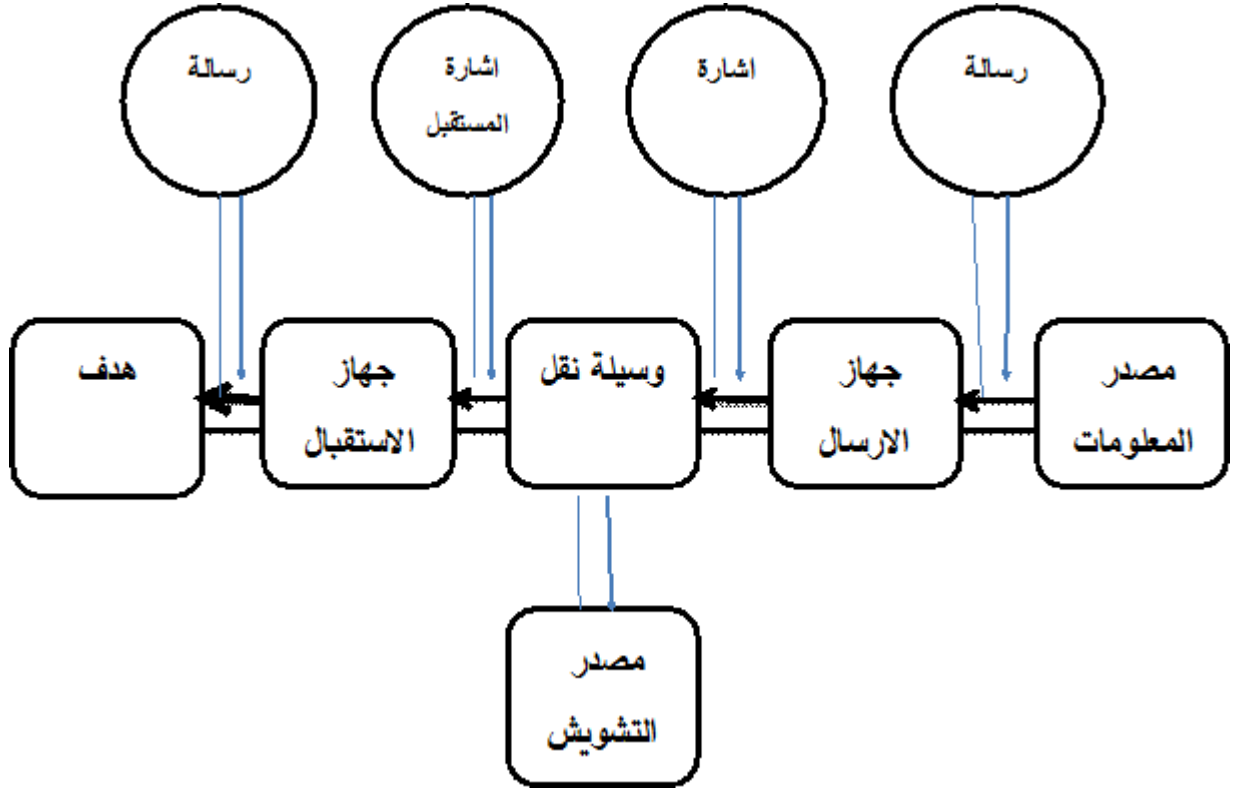 رسالة
اشارة
اشارة
المستقبل
رسالة
مصدر
المعلومات
جهاز
الارسال
وسيلة نقل
جهاز
الاستقبال
هدف
مصدر
التشويش